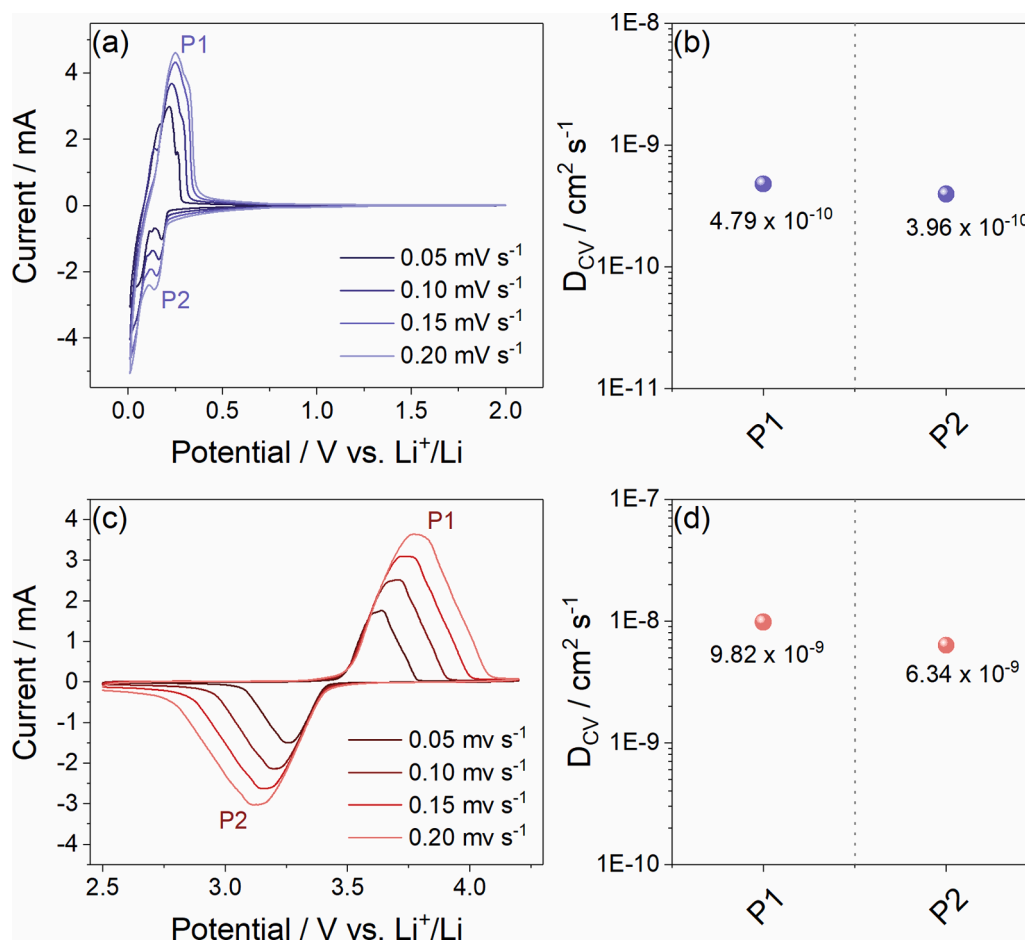 (a)
P1
4
2
0
-2
-4
Current / mA
P2
0.05 mV s⁻¹
0.10 mV s⁻¹
0.15 mV s⁻¹
0.20 mV s⁻¹
0.0 0.5 1.0 1.5 2.0
Potential / V vs. Li⁺/Li
(b)
1E-8
1E-9
1E-10
1E-11
D_CV / cm² s⁻¹
4.79 x 10⁻¹⁰
3.96 x 10⁻¹⁰
P1 P2
(c)
P1
4
3
2
1
0
-1
-2
-3
-4
Current / mA
P2
0.05 mv s⁻¹
0.10 mv s⁻¹
0.15 mv s⁻¹
0.20 mv s⁻¹
2.5 3.0 3.5 4.0
Potential / V vs. Li⁺/Li
(d)
1E-7
1E-8
1E-9
1E-10
D_CV / cm² s⁻¹
9.82 x 10⁻⁹
6.34 x 10⁻⁹
P1 P2